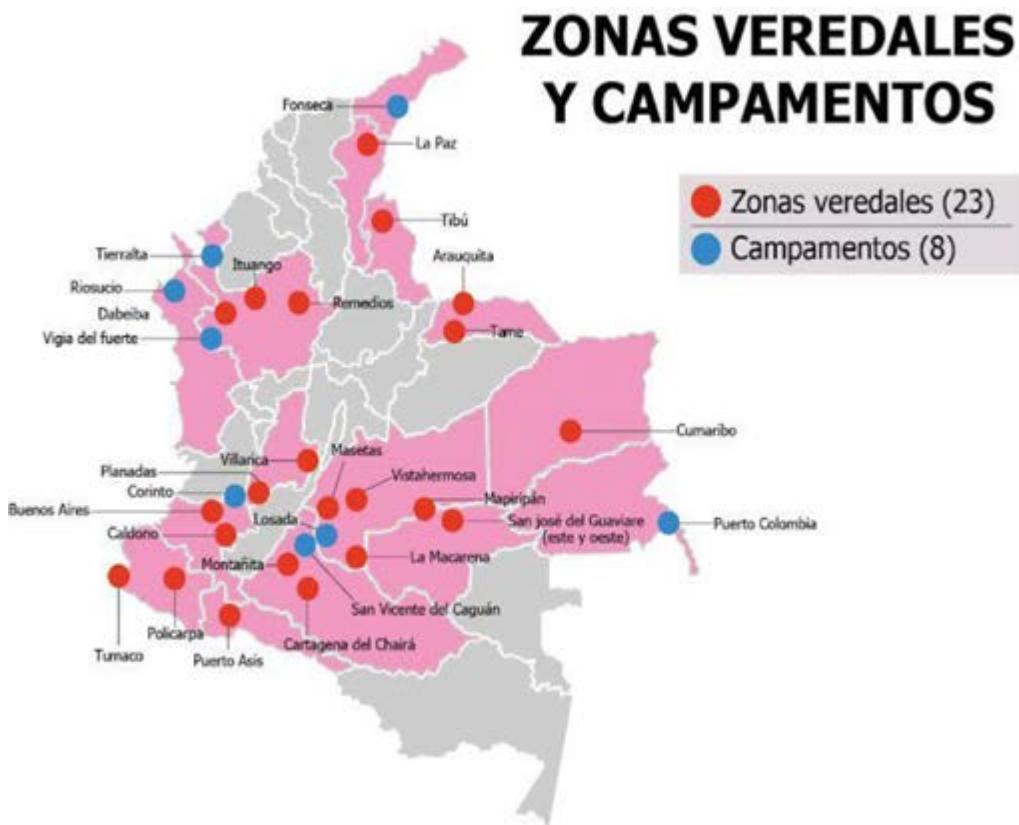 ZONAS VEREDALES
Y CAMPAMENTOS
Zonas veredales (23)
Campamentos (8)
Fonseca
La Paz
Tibú
Arauquita
Tierralta
Ituango
Riosucio
Remedios
Dabeiba
Tame
Vigia del fuerte
Cumaribo
Villarica
Masetas
Planadas
Vistahermosa
Corinto
Mapiripán
Buenos Aires
Losada
San josé del Guaviare
(este y oeste)
Puerto Colombia
Caldono
La Macarena
Montañita
San Vicente del Caguán
Policarpa
Cartagena del Chairá
Tumaco
Puerto Asis